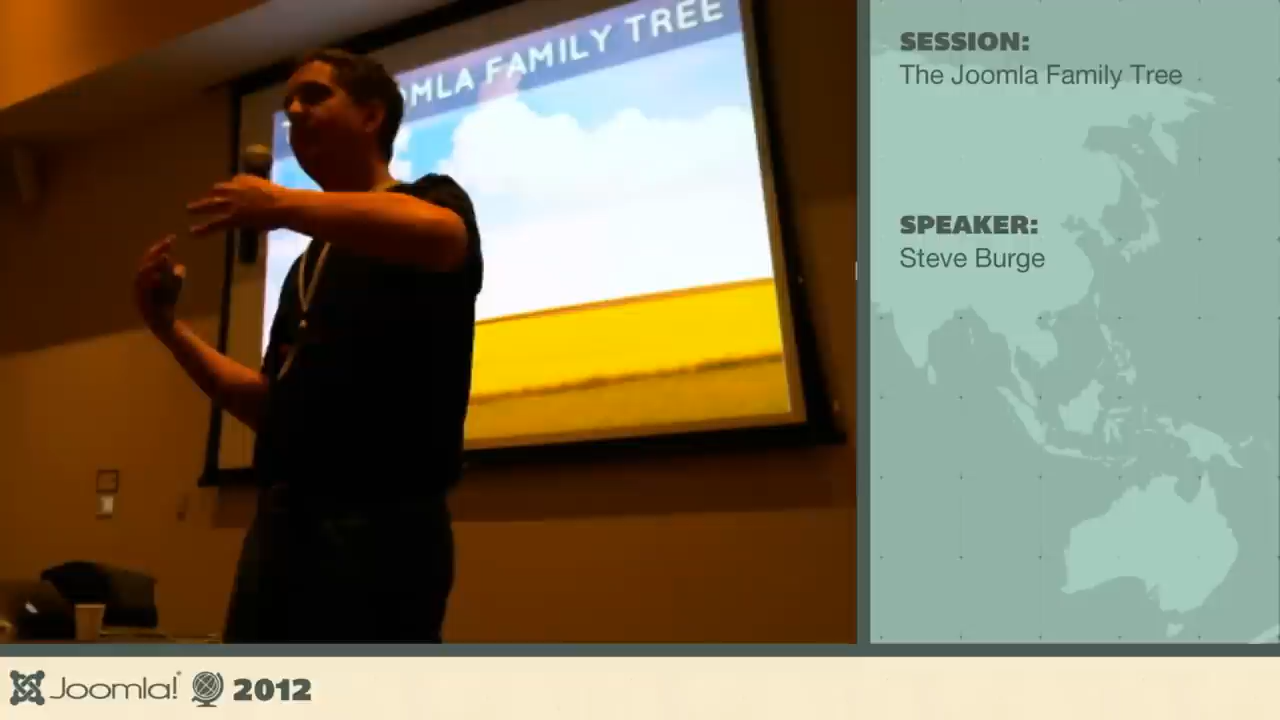 OMLA FAMILY TREE
SESSION:
The Joomla Family Tree
SPEAKER:
Steve Burge
Joomla! 2012